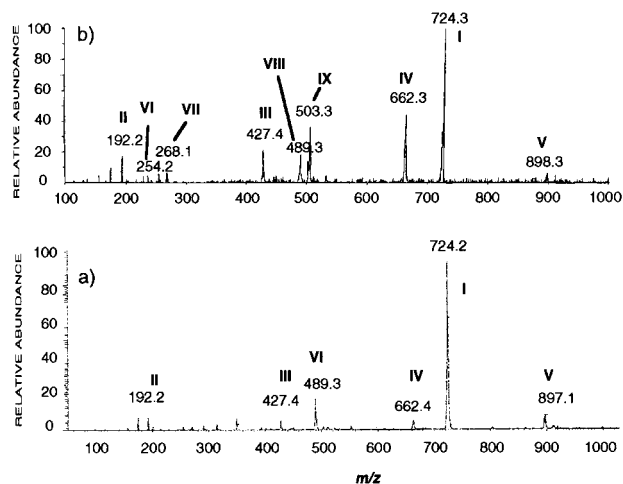 b)
RELATIVE ABUNDANCE
100
80
60
40
20
0
724.3
I
VIII
IX
503.3
IV
662.3
II
VI
VII
192.2
268.1
254.2
III
427.4
489.3
V
898.3
100 200 300 400 500 600 700 800 900 1000
a)
RELATIVE ABUNDANCE
100
80
60
40
20
0
724.2
I
II
192.2
III
427.4
VI
489.3
IV
662.4
V
897.1
100 200 300 400 500 600 700 800 900 1000
m/z